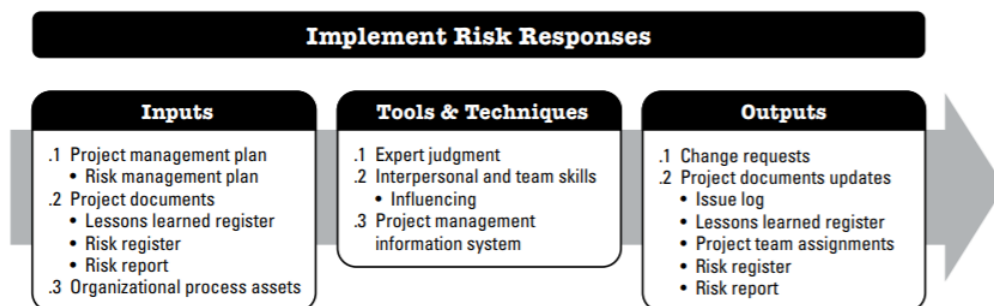 Implement Risk Responses
Inputs
.1 Project management plan
• Risk management plan
.2 Project documents
• Lessons learned register
• Risk register
• Risk report
.3 Organizational process assets
Tools & Techniques
.1 Expert judgment
.2 Interpersonal and team skills
• Influencing
.3 Project management
information system
Outputs
.1 Change requests
.2 Project documents updates
• Issue log
• Lessons learned register
• Project team assignments
• Risk register
• Risk report